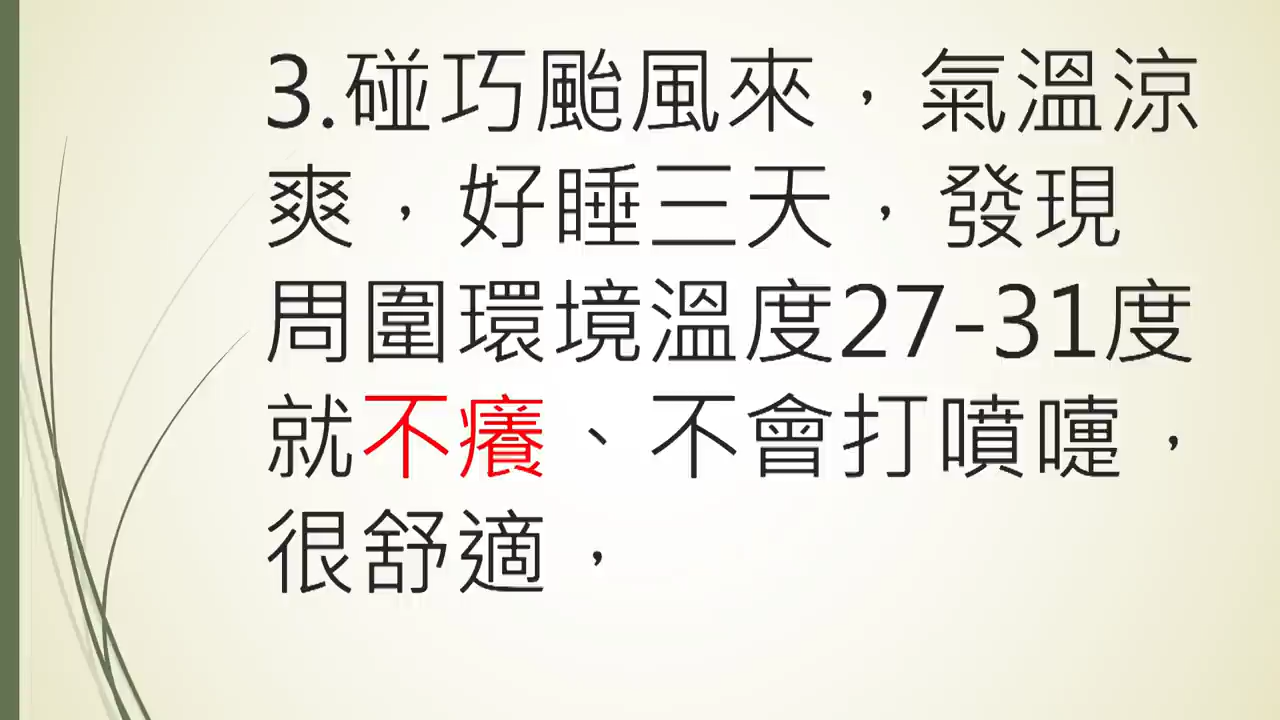 3.碰巧颱風來，氣溫涼
爽，好睡三天，發現
周圍環境溫度27-31度
就不癢、不會打噴嚏，
很舒適，